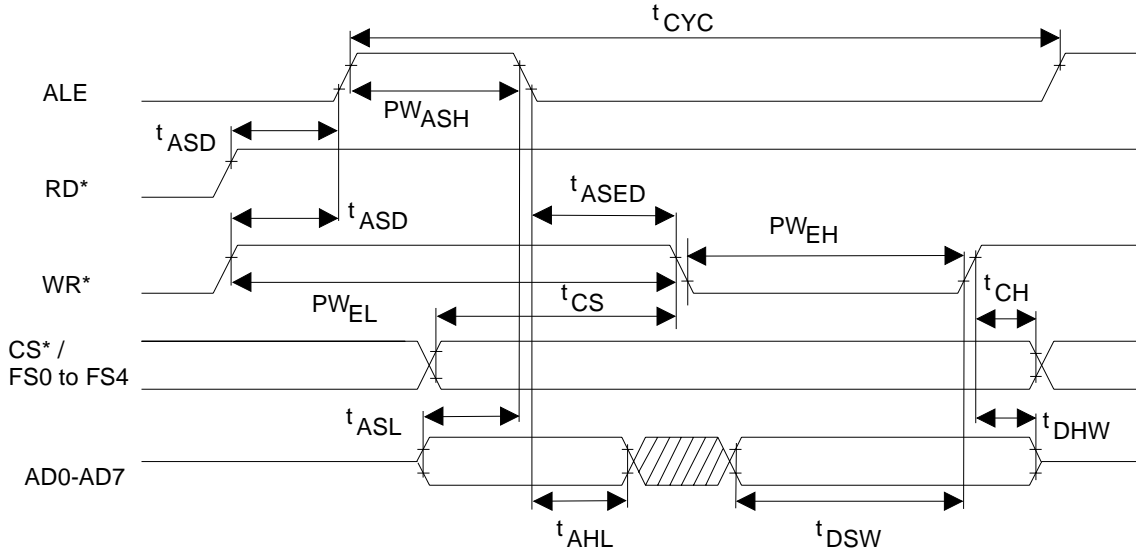 tCYC
ALE
PWASH
tASD
RD*
tASED
tASD
PWEH
WR*
tCS
tCH
PWEL
CS* /
FS0 to FS4
tASL
tDHW
AD0-AD7
tAHL
tDSW